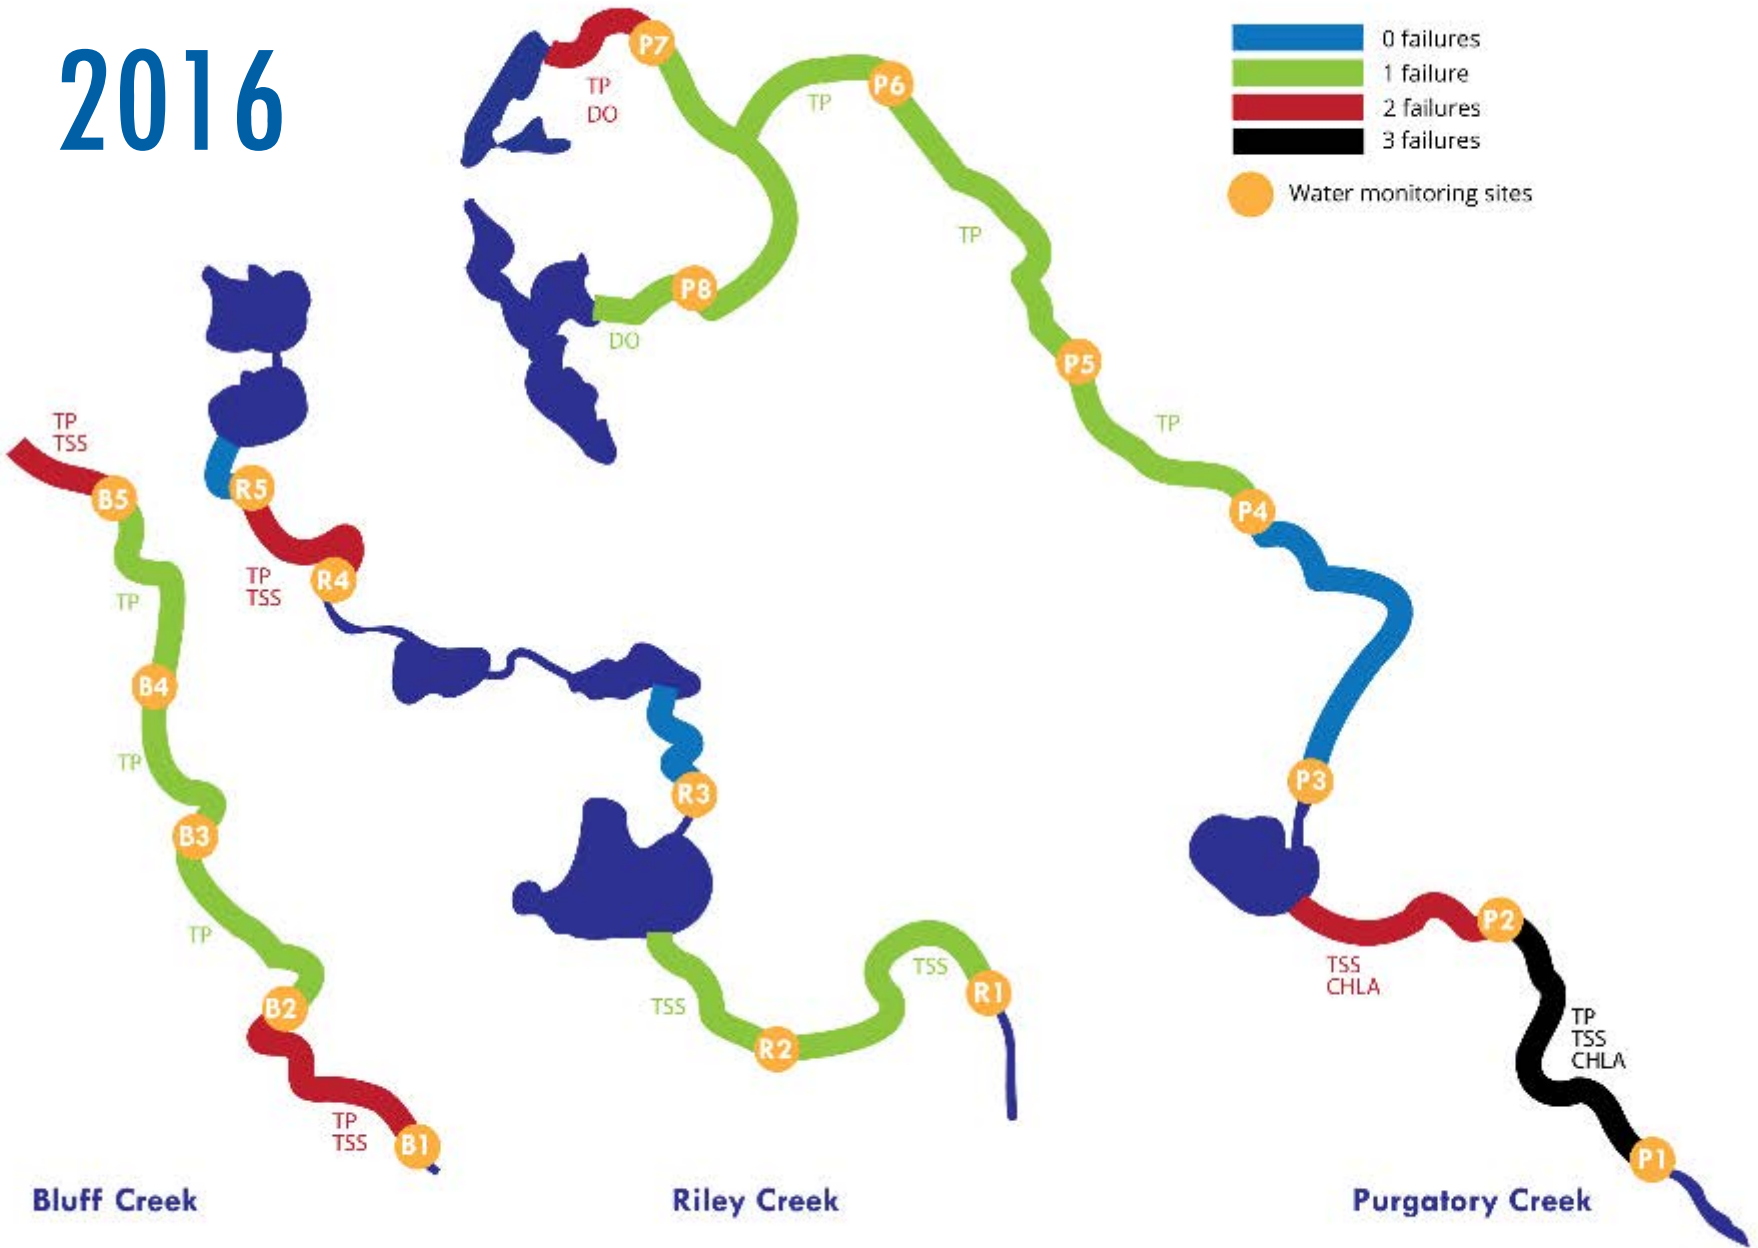 2016
0 failures
1 failure
2 failures
3 failures
Water monitoring sites
P7
TP
DO
TP
P6
TP
P8
DO
P5
TP
P4
P3
TP
TSS
B5
R5
TP
TSS
R4
TP
B4
TP
B3
TP
B2
TP
TSS
B1
R3
TSS
R2
TSS
R1
P2
TSS
CHLA
TP
TSS
CHLA
P1
Bluff Creek
Riley Creek
Purgatory Creek